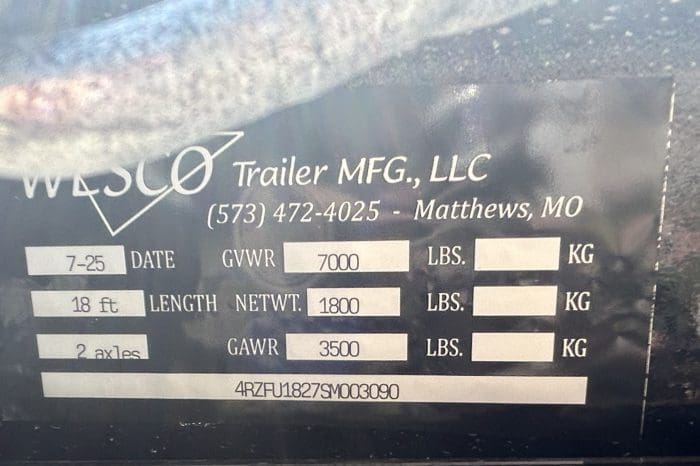 WESCO Trailer MFG., LLC
(573) 472-4025 - Matthews, MO
7-25 DATE GVWR 7000 LBS. KG
18 ft LENGTH NETWT. 1800 LBS. KG
2 axles GAWR 3500 LBS. KG
4RZFU1827SM003090